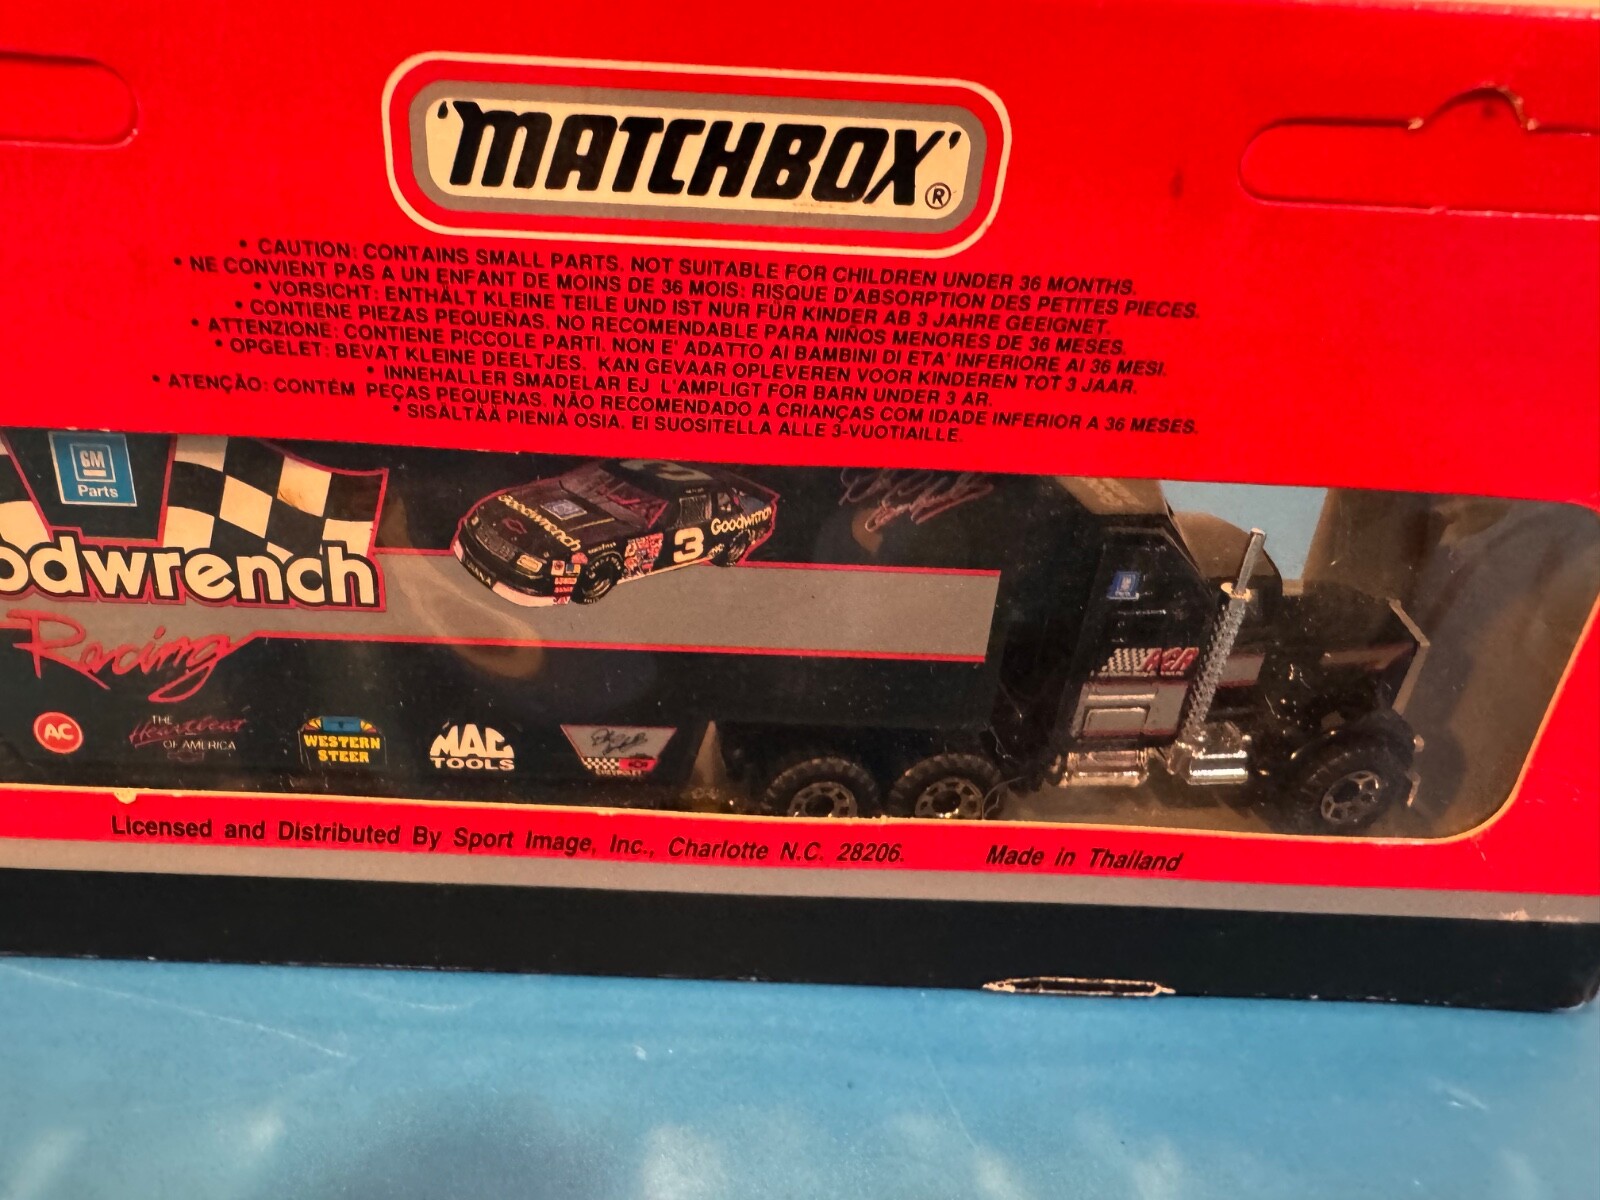 'MATCHBOX'®
• CAUTION: CONTAINS SMALL PARTS. NOT SUITABLE FOR CHILDREN UNDER 36 MONTHS.
• NE CONVIENT PAS A UN ENFANT DE MOINS DE 36 MOIS: RISQUE D'ABSORPTION DES PETITES PIECES.
• VORSICHT: ENTHÄLT KLEINE TEILE UND IST NUR FÜR KINDER AB 3 JAHRE GEEIGNET.
• CONTIENE PIEZAS PEQUEÑAS. NO RECOMENDABLE PARA NIÑOS MENORES DE 36 MESES.
• ATTENZIONE: CONTIENE PICCOLE PARTI. NON E' ADATTO AI BAMBINI DI ETA' INFERIORE AI 36 MESI.
• OPGELET: BEVAT KLEINE DEELTJES. KAN GEVAAR OPLEVEREN VOOR KINDEREN TOT 3 JAAR.
• INNEHALLER SMADELAR EJ L'AMPLIGT FOR BARN UNDER 3 AR.
• ATENÇÃO: CONTÉM PEÇAS PEQUENAS. NÃO RECOMENDADO A CRIANÇAS COM IDADE INFERIOR A 36 MESES.
• SISÄLTÄÄ PIENIÄ OSIA. EI SUOSITELLA ALLE 3-VUOTIAILLE.
GM
Parts
Goodwrench
3
Goodwrench
odwrench
Racing
GM
Parts
RCR
AC
THE
Heartbeat
OF AMERICA
WESTERN
STEER
MAC
TOOLS
CHEVROLET
Licensed and Distributed By Sport Image, Inc., Charlotte N.C. 28206.
Made in Thailand